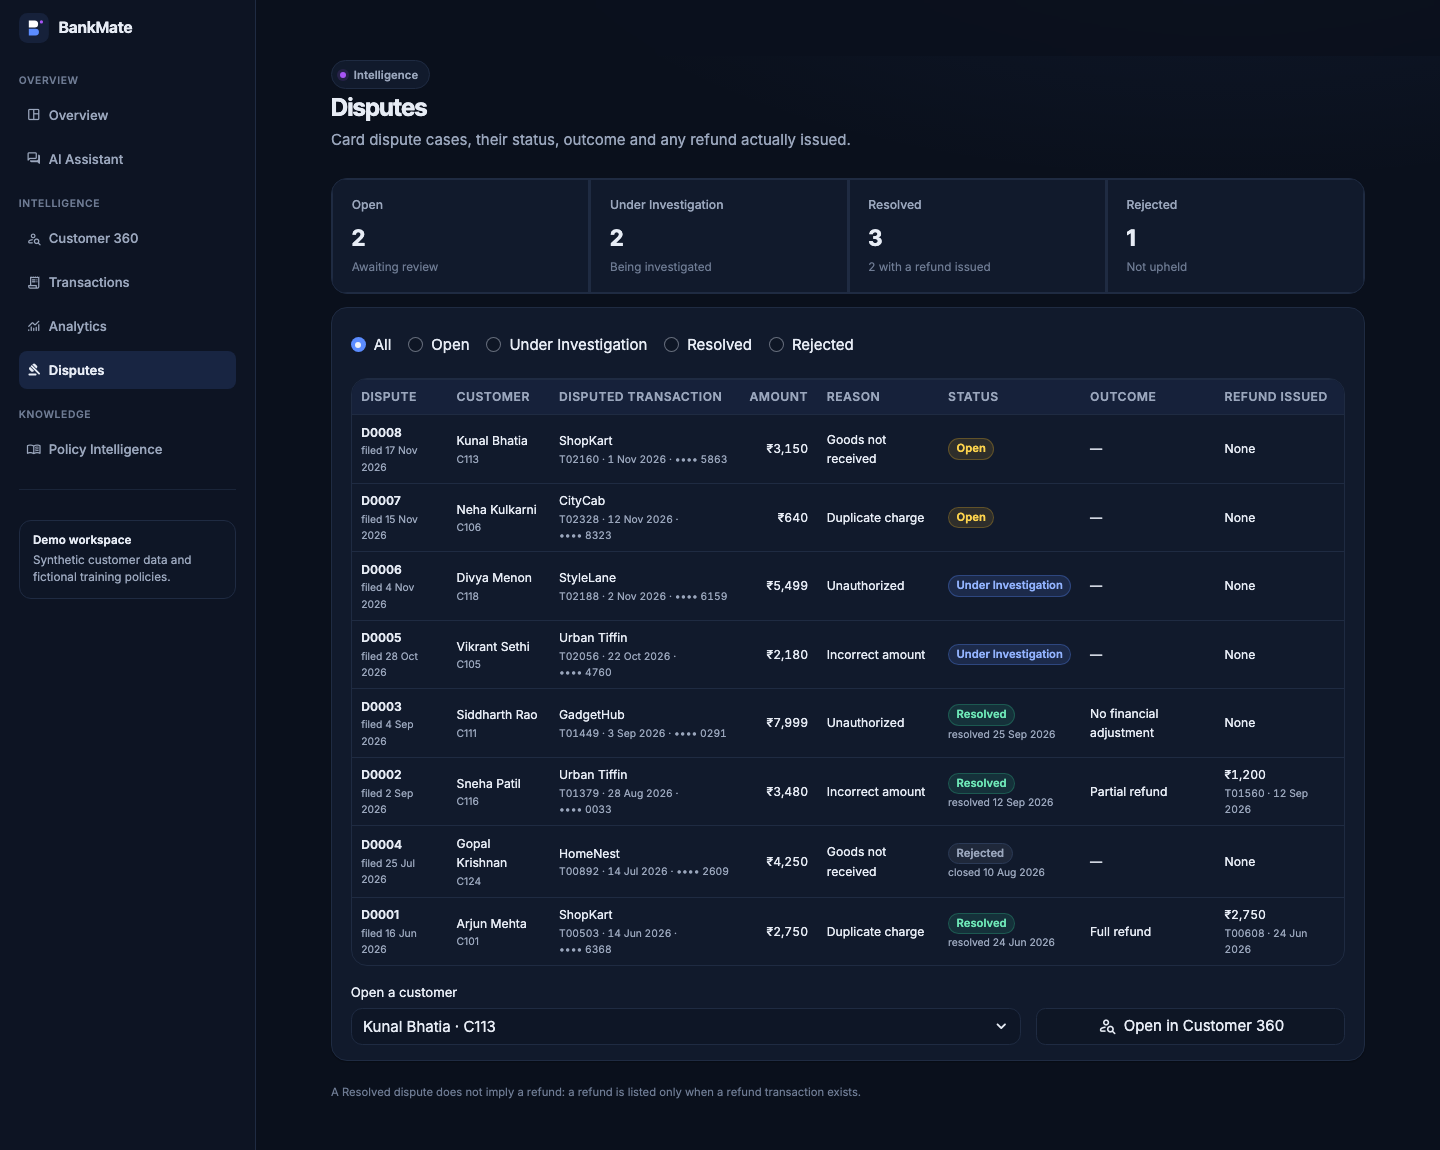 BankMate
OVERVIEW
Overview
AI Assistant
INTELLIGENCE
Customer 360
Transactions
Analytics
Disputes
KNOWLEDGE
Policy Intelligence
Demo workspace
Synthetic customer data and
fictional training policies.
Intelligence
Disputes
Card dispute cases, their status, outcome and any refund actually issued.
Open
2
Awaiting review
Under Investigation
2
Being investigated
Resolved
3
2 with a refund issued
Rejected
1
Not upheld
All Open Under Investigation Resolved Rejected
DISPUTE CUSTOMER DISPUTED TRANSACTION AMOUNT REASON STATUS OUTCOME REFUND ISSUED
D0008
filed 17 Nov
2026
Kunal Bhatia
C113
ShopKart
T02160 · 1 Nov 2026 · •••• 5863
₹3,150
Goods not
received
Open
—
None
D0007
filed 15 Nov
2026
Neha Kulkarni
C106
CityCab
T02328 · 12 Nov 2026 ·
•••• 8323
₹640
Duplicate charge
Open
—
None
D0006
filed 4 Nov
2026
Divya Menon
C118
StyleLane
T02188 · 2 Nov 2026 · •••• 6159
₹5,499
Unauthorized
Under Investigation
—
None
D0005
filed 28 Oct
2026
Vikrant Sethi
C105
Urban Tiffin
T02056 · 22 Oct 2026 ·
•••• 4760
₹2,180
Incorrect amount
Under Investigation
—
None
D0003
filed 4 Sep
2026
Siddharth Rao
C111
GadgetHub
T01449 · 3 Sep 2026 · •••• 0291
₹7,999
Unauthorized
Resolved
resolved 25 Sep 2026
No financial
adjustment
None
D0002
filed 2 Sep
2026
Sneha Patil
C116
Urban Tiffin
T01379 · 28 Aug 2026 ·
•••• 0033
₹3,480
Incorrect amount
Resolved
resolved 12 Sep 2026
Partial refund
₹1,200
T01560 · 12 Sep
2026
D0004
filed 25 Jul
2026
Gopal
Krishnan
C124
HomeNest
T00892 · 14 Jul 2026 · •••• 2609
₹4,250
Goods not
received
Rejected
closed 10 Aug 2026
—
None
D0001
filed 16 Jun
2026
Arjun Mehta
C101
ShopKart
T00503 · 14 Jun 2026 ·
•••• 6368
₹2,750
Duplicate charge
Resolved
resolved 24 Jun 2026
Full refund
₹2,750
T00608 · 24 Jun
2026
Open a customer
Kunal Bhatia · C113
Open in Customer 360
A Resolved dispute does not imply a refund: a refund is listed only when a refund transaction exists.